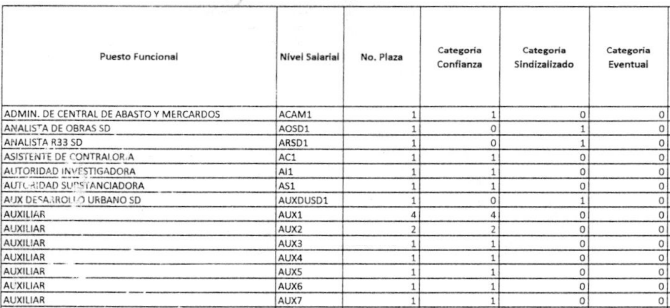 Puesto Funcional Nivel Salarial No. Plaza Categoria Confianza Categoria Sindizalizado Categoria Eventual
ADMIN. DE CENTRAL DE ABASTO Y MERCARDOS ACAM1 1 1 0 0
ANALISTA DE OBRAS SD AOSD1 1 0 1 0
ANALISTA R33 SD ARSD1 1 0 1 0
ASISTENTE DE CONTRALORIA AC1 1 1 0 0
AUTORIDAD INVESTIGADORA AI1 1 1 0 0
AUTORIDAD SUBSTANCIADORA AS1 1 1 0 0
AUX DESARROLLO URBANO SD AUXDUSD1 1 0 1 0
AUXILIAR AUX1 4 4 0 0
AUXILIAR AUX2 2 2 0 0
AUXILIAR AUX3 1 1 0 0
AUXILIAR AUX4 1 1 0 0
AUXILIAR AUX5 1 1 0 0
AUXILIAR AUX6 1 1 0 0
AUXILIAR AUX7 1 1 0 0